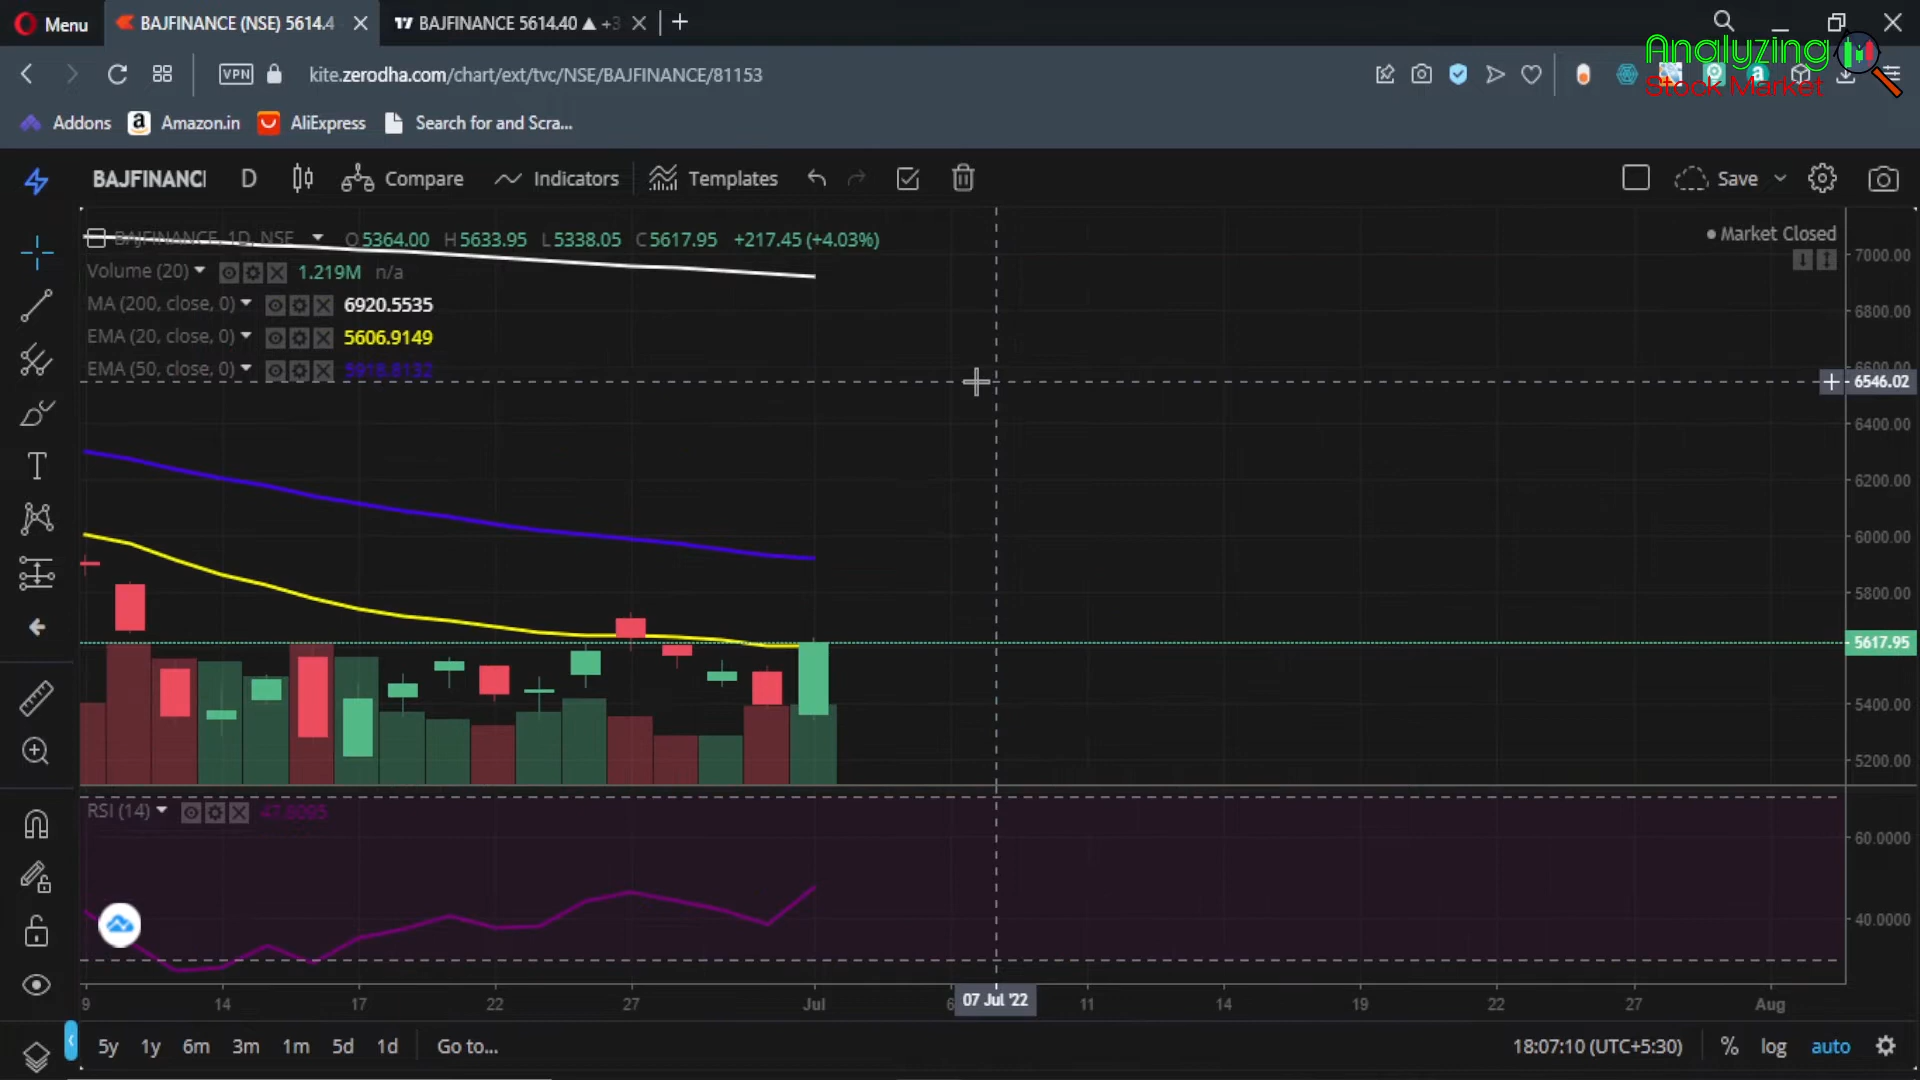 Menu
BAJFINANCE (NSE) 5614.4
BAJFINANCE 5614.40 ▲ +3
Analyzing
Stock Market
VPN
kite.zerodha.com/chart/ext/tvc/NSE/BAJFINANCE/81153
Addons
Amazon.in
AliExpress
Search for and Scra...
BAJFINANCI
D
Compare
Indicators
Templates
Save
BAJFINANCE, 1D, NSE O5364.00 H5633.95 L5338.05 C5617.95 +217.45 (+4.03%)
Market Closed
Volume (20) 1.219M n/a
MA (200, close, 0) 6920.5535
EMA (20, close, 0) 5606.9149
EMA (50, close, 0) 5918.8132
7000.00
6800.00
6600.00
6546.02
6400.00
6200.00
6000.00
5800.00
5617.95
5400.00
5200.00
RSI (14) 47.8095
60.0000
40.0000
9 14 17 22 27 Jul 6 07 Jul '22 11 14 19 22 27 Aug
5y 1y 6m 3m 1m 5d 1d Go to... 18:07:10 (UTC+5:30) % log auto